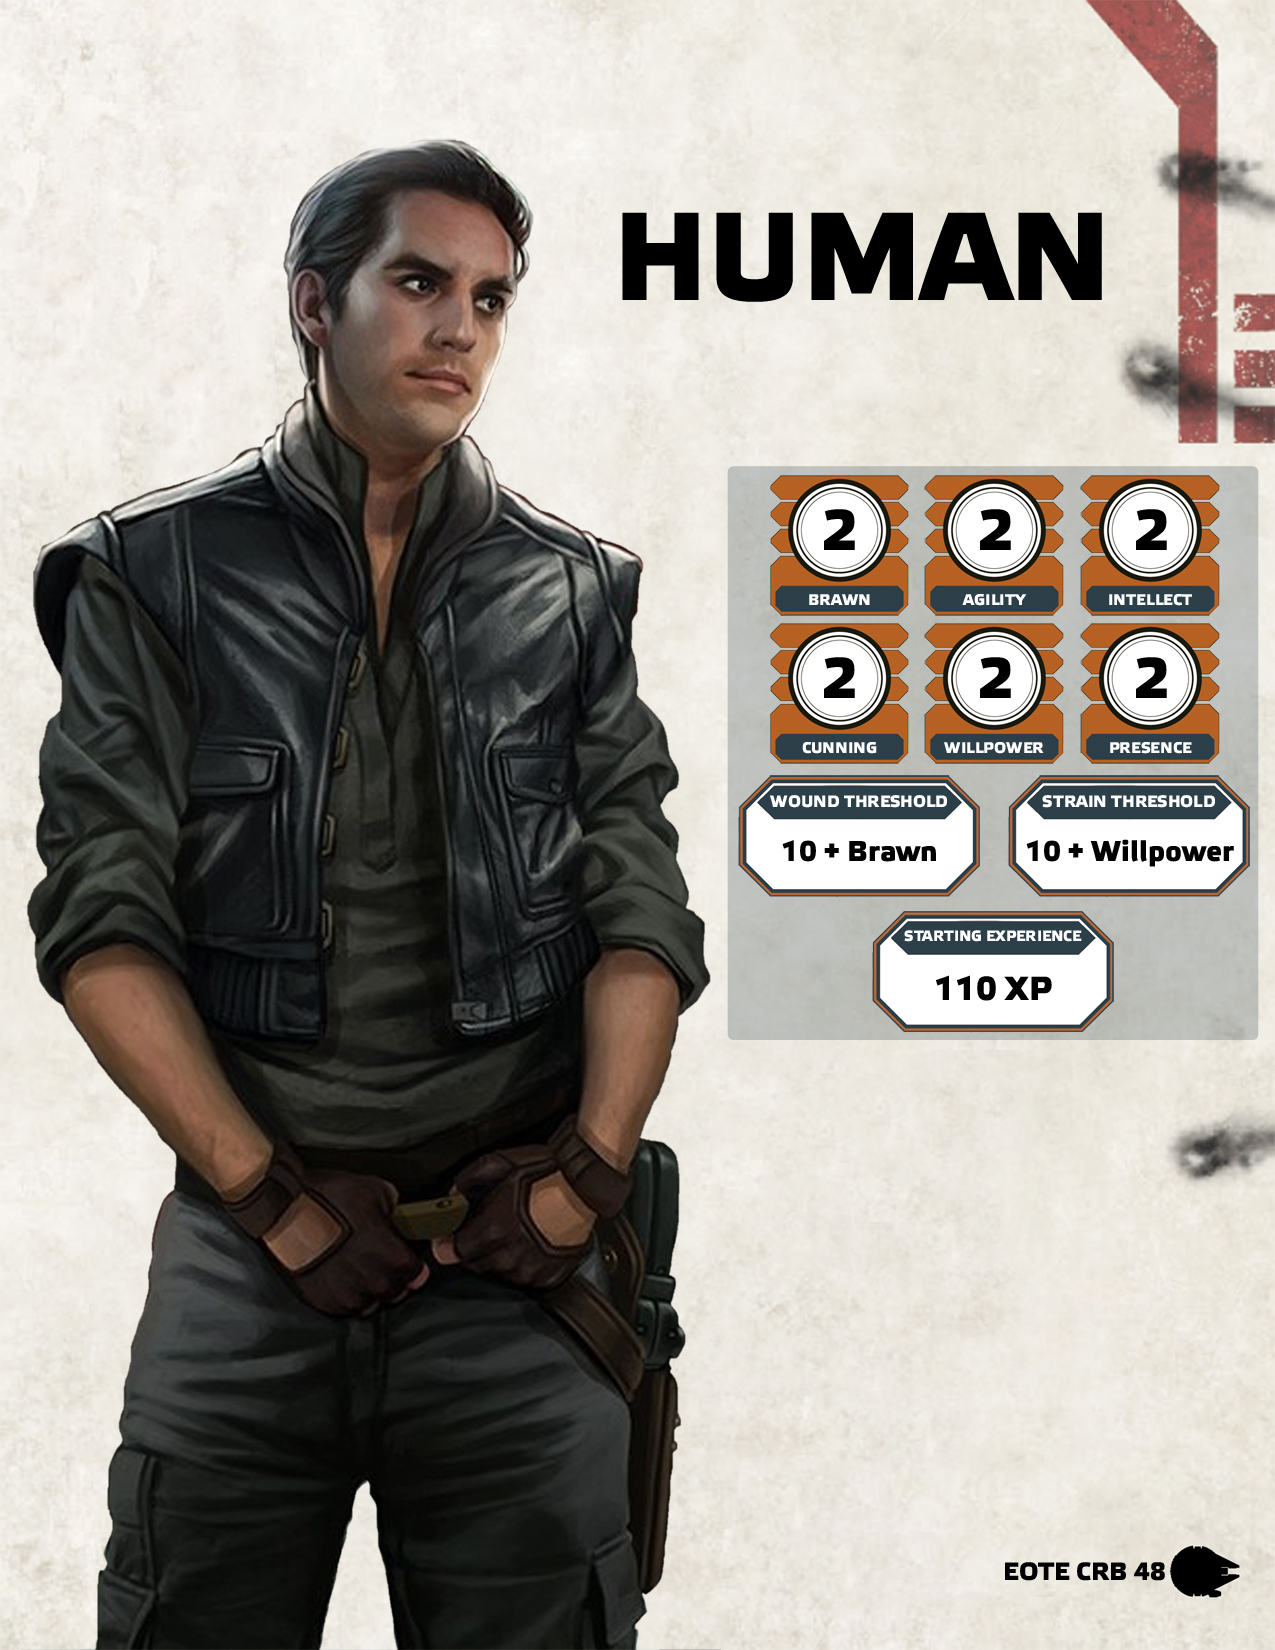 HUMAN
2 2 2
BRAWN AGILITY INTELLECT
2 2 2
CUNNING WILLPOWER PRESENCE
WOUND THRESHOLD STRAIN THRESHOLD
10 + Brawn 10 + Willpower
STARTING EXPERIENCE
110 XP
EOTE CRB 48